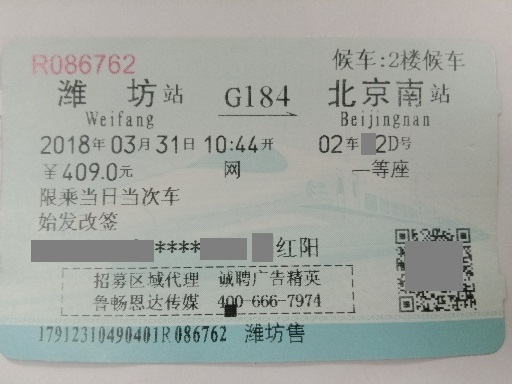 R086762 候车:2楼候车
潍坊站 G184 北京南站
Weifang Beijingnan
2018年03月31日10:44开 02车2D号
￥409.0元 网 一等座
限乘当日当次车
始发改签
****红阳
招募区域代理 诚聘广告精英
鲁畅恩达传媒 400-666-7974
17912310490401R086762 潍坊售